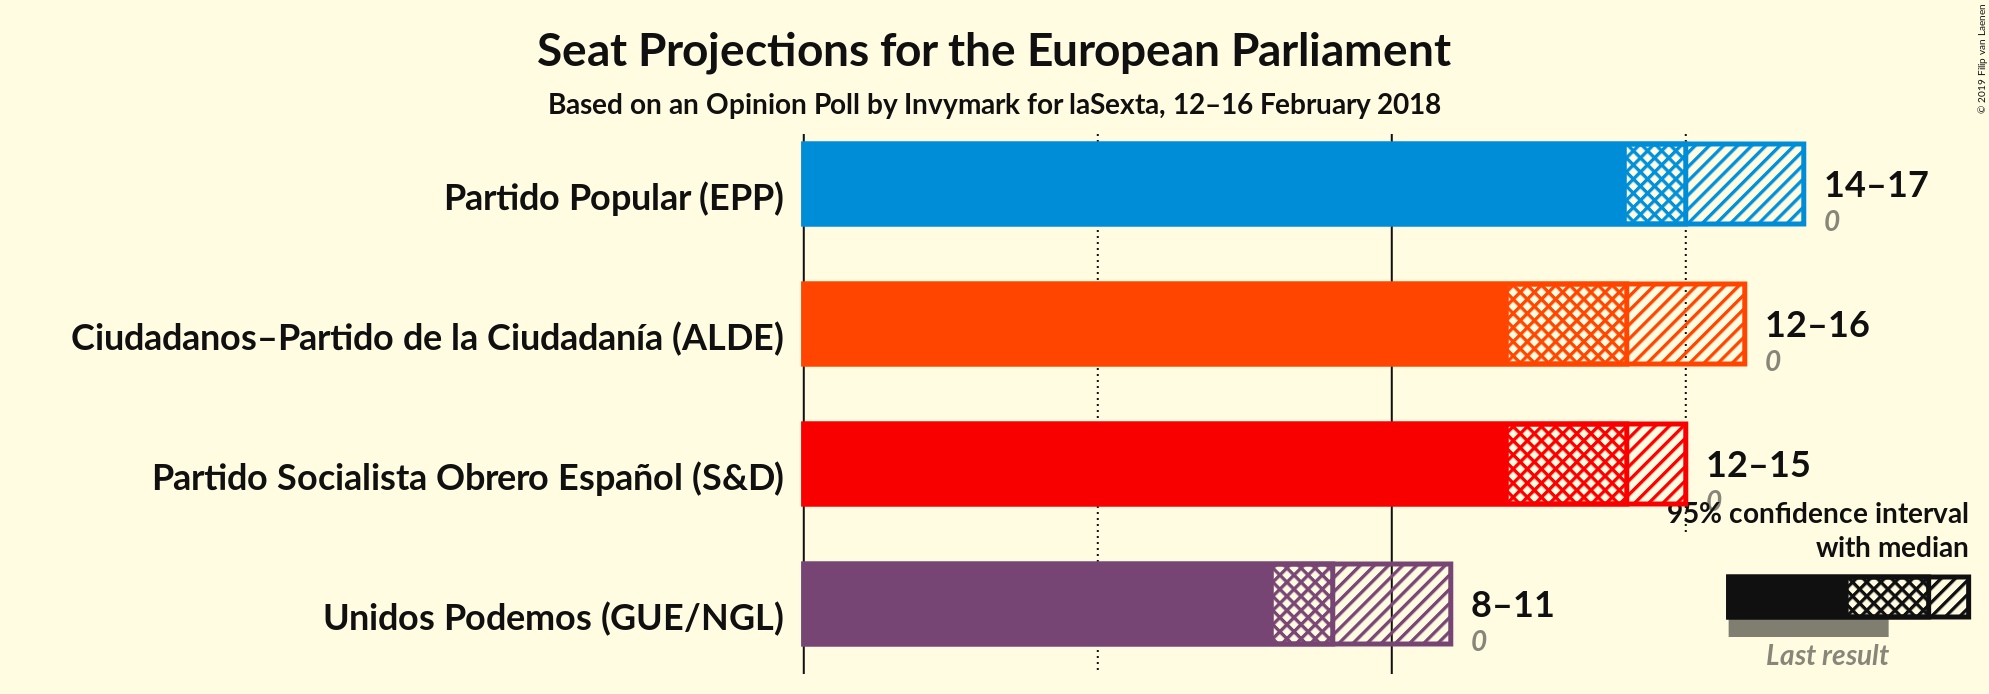 Seat Projections for the European Parliament
Based on an Opinion Poll by Invymark for laSexta, 12–16 February 2018
© 2019 Filip van Laenen
Partido Popular (EPP)
14–17
0
Ciudadanos–Partido de la Ciudadanía (ALDE)
12–16
0
Partido Socialista Obrero Español (S&D)
12–15
0
95% confidence interval
with median
Unidos Podemos (GUE/NGL)
8–11
0
Last result